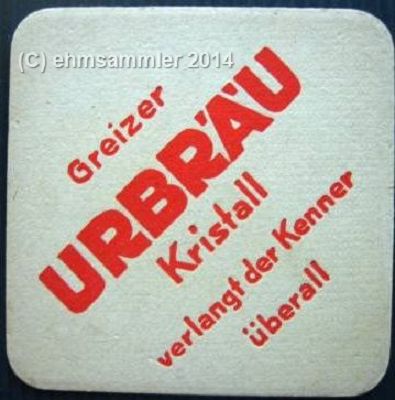 (C) ehmsammler 2014
Greizer
URBRÄU
Kristall
verlangt der Kenner
überall